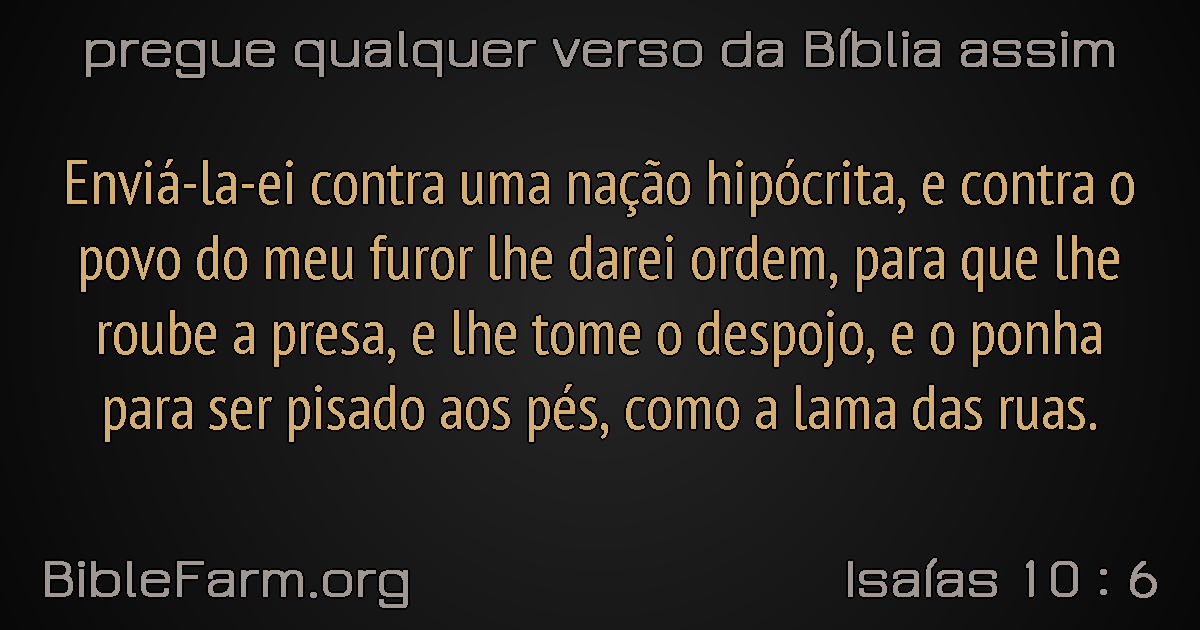 pregue qualquer verso da Bíblia assim
Enviá-la-ei contra uma nação hipócrita, e contra o
povo do meu furor lhe darei ordem, para que lhe
roube a presa, e lhe tome o despojo, e o ponha
para ser pisado aos pés, como a lama das ruas.
BibleFarm.org
Isaías 10 : 6